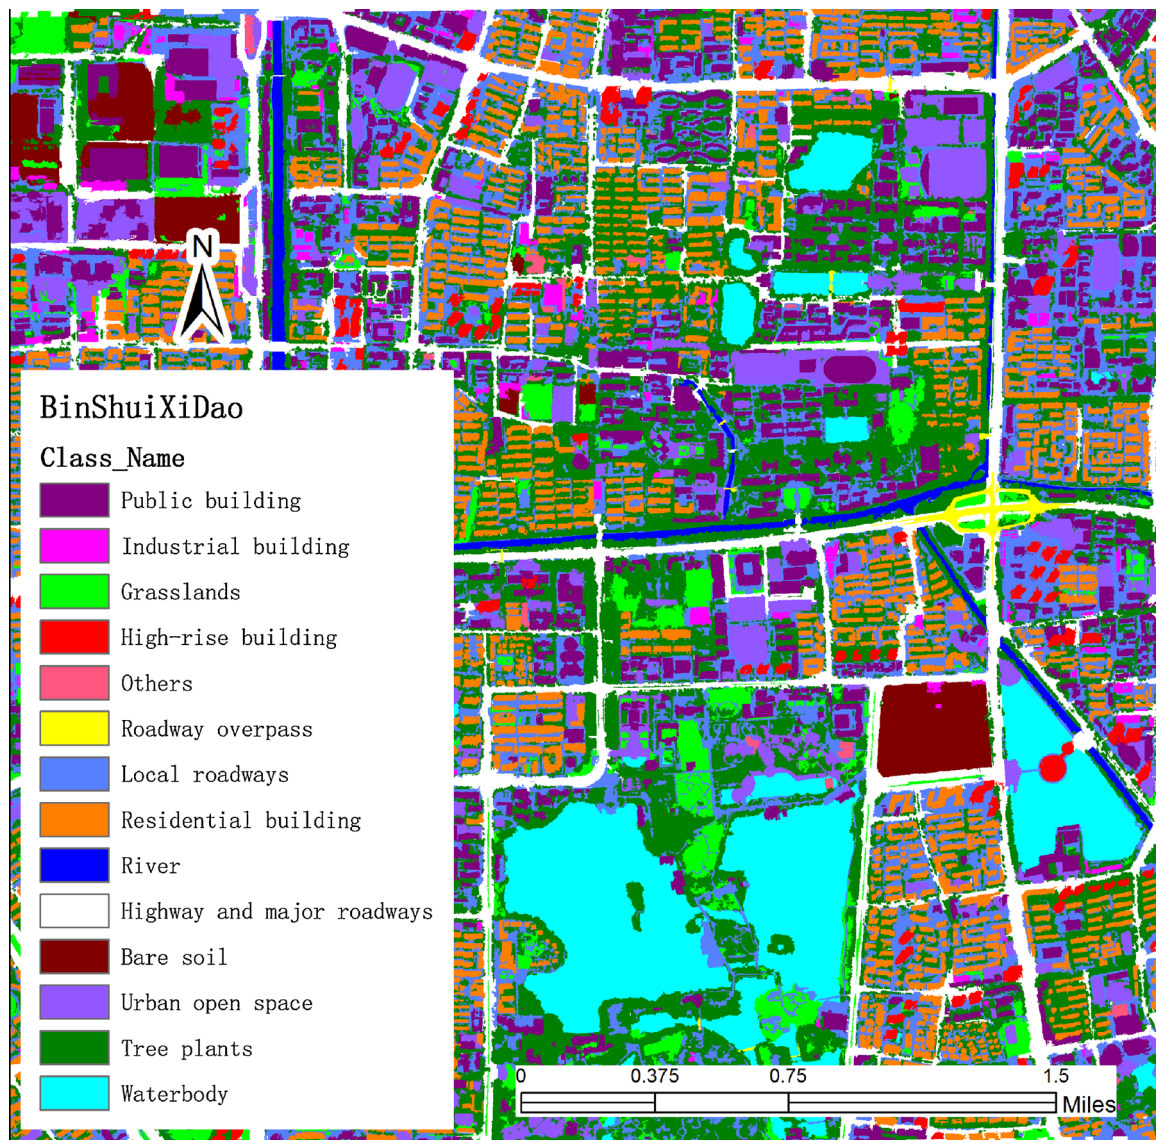 N
BinShuiXiDao
Class_Name
Public building
Industrial building
Grasslands
High-rise building
Others
Roadway overpass
Local roadways
Residential building
River
Highway and major roadways
Bare soil
Urban open space
Tree plants
Waterbody
0 0.375 0.75 1.5
Miles